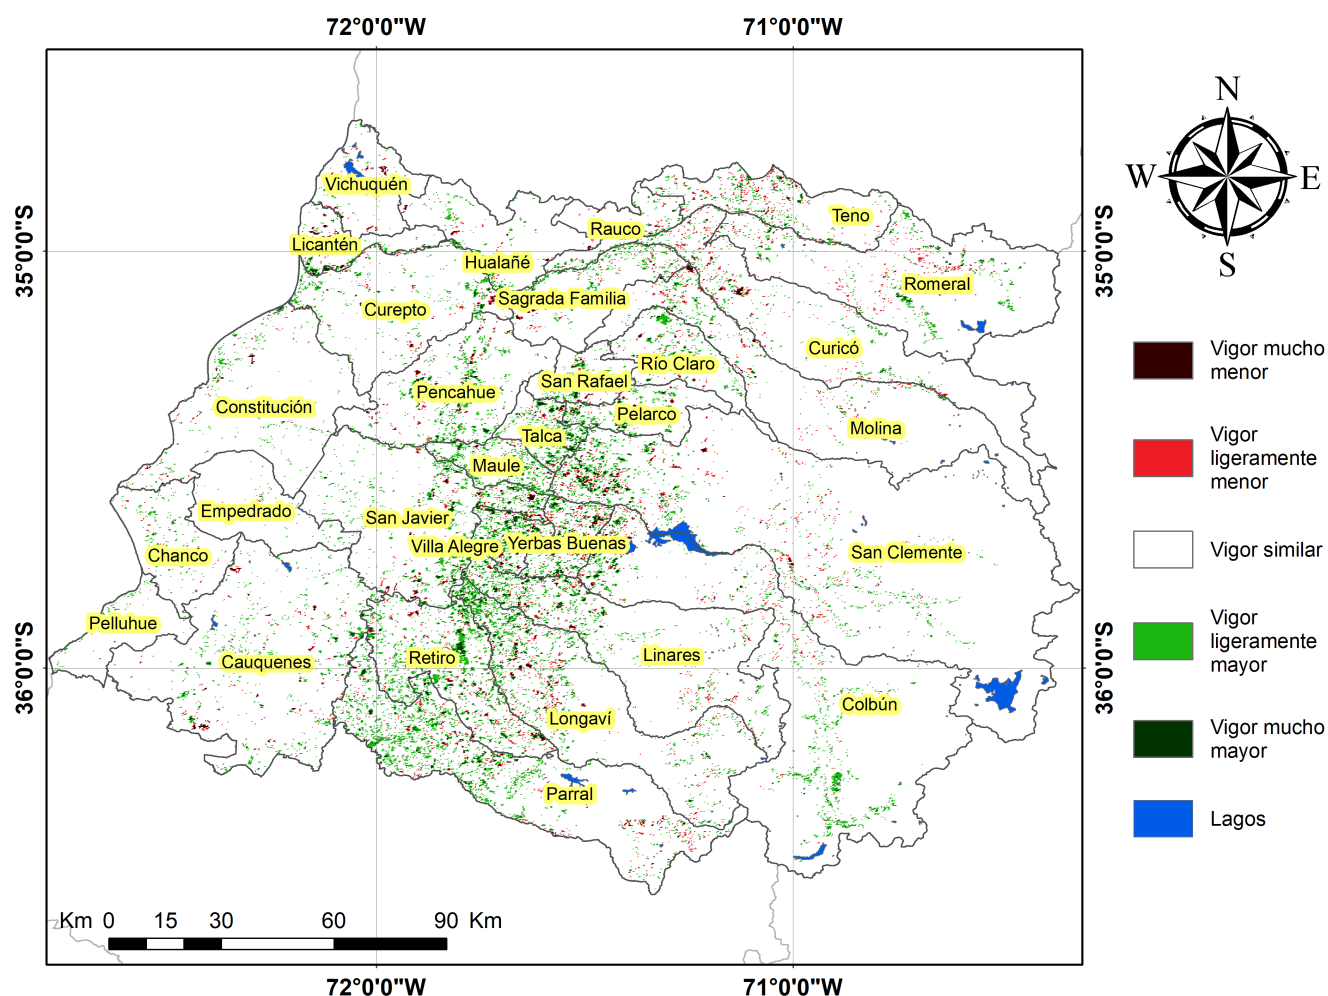 72°0'0"W
71°0'0"W
N
W
E
S
35°0'0"S
35°0'0"S
36°0'0"S
36°0'0"S
Vichuquén
Teno
Rauco
Licantén
Hualañé
Romeral
Sagrada Familia
Curepto
Curicó
Río Claro
San Rafael
Pencahue
Constitución
Pelarco
Molina
Talca
Maule
Empedrado
San Javier
Villa Alegre
Yerbas Buenas
San Clemente
Chanco
Pelluhue
Cauquenes
Retiro
Linares
Colbún
Longaví
Parral
Vigor mucho
menor
Vigor
ligeramente
menor
Vigor similar
Vigor
ligeramente
mayor
Vigor mucho
mayor
Lagos
Km 0 15 30 60 90 Km
72°0'0"W
71°0'0"W